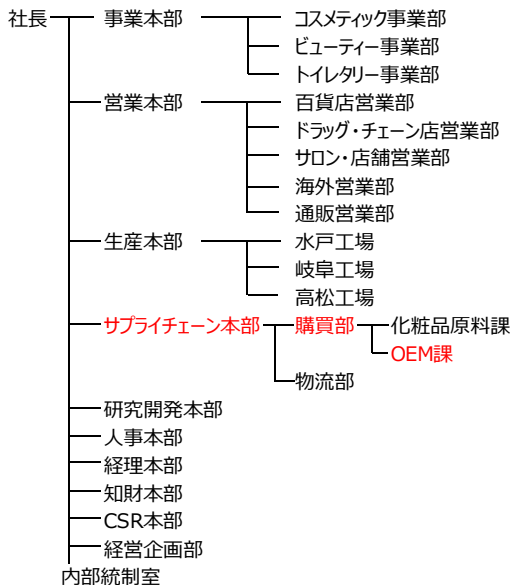 社長 事業本部 コスメティック事業部
ビューティー事業部
トイレタリー事業部
営業本部 百貨店営業部
ドラッグ・チェーン店営業部
サロン・店舗営業部
海外営業部
通販営業部
生産本部 水戸工場
岐阜工場
高松工場
サプライチェーン本部 購買部 化粧品原料課
OEM課
物流部
研究開発本部
人事本部
経理本部
知財本部
CSR本部
経営企画部
内部統制室